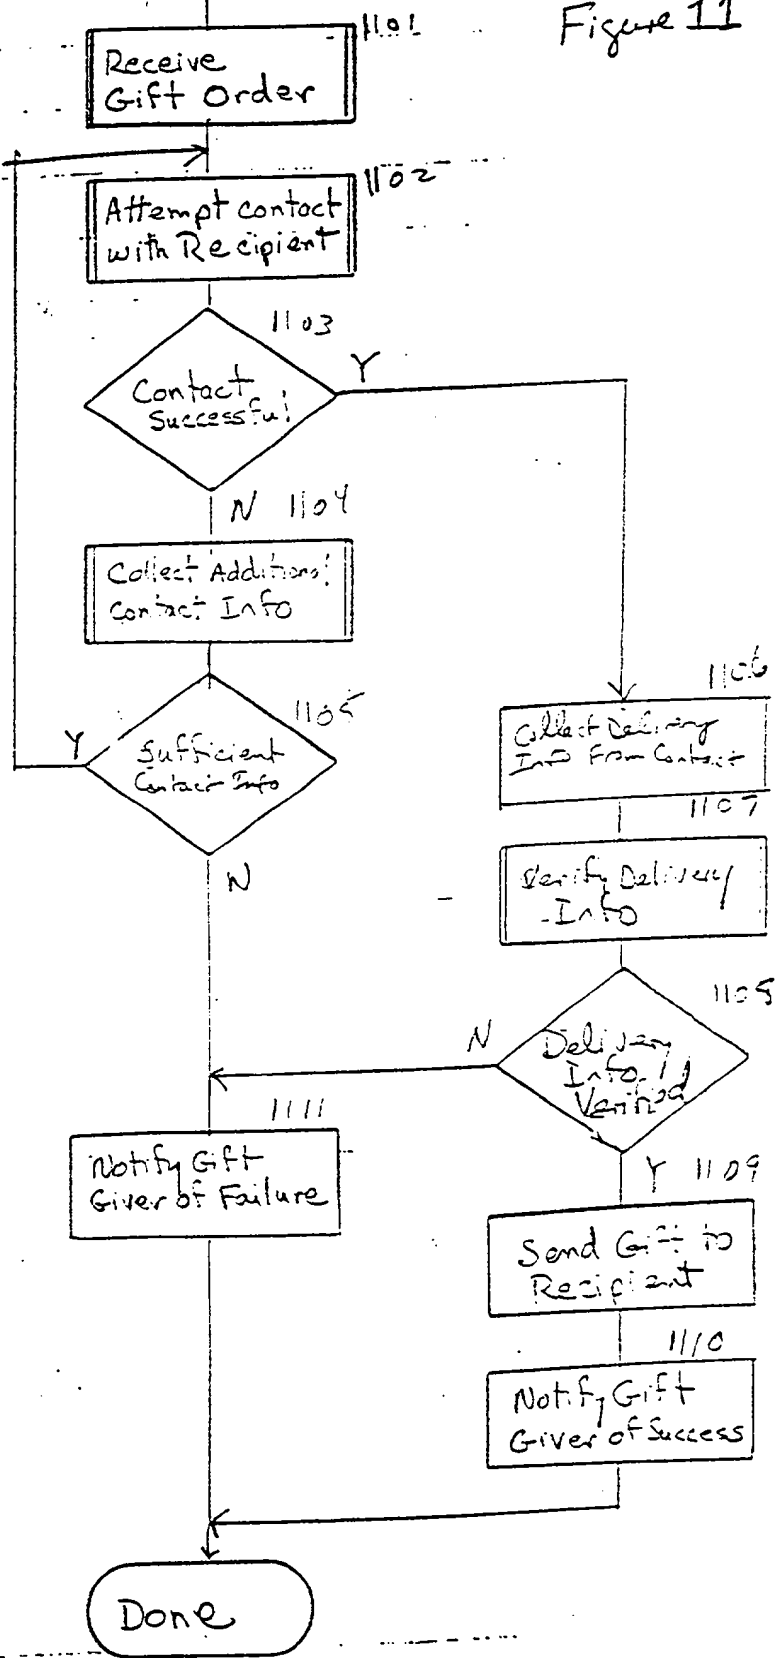 Figure 11
1101
Receive
Gift Order
1102
Attempt contact
with Recipient
1103
Contact
Successful
Y
N 1104
Collect Additional
Contact Info
1105
Sufficient
Contact Info
Y
N
1106
Collect Delivery
Info From Contact
1107
Verify Delivery
Info
1108
Delivery
Info
Verified
N
Y 1109
Send Gift to
Recipient
1110
Notify Gift
Giver of Success
1111
Notify Gift
Giver of Failure
Done